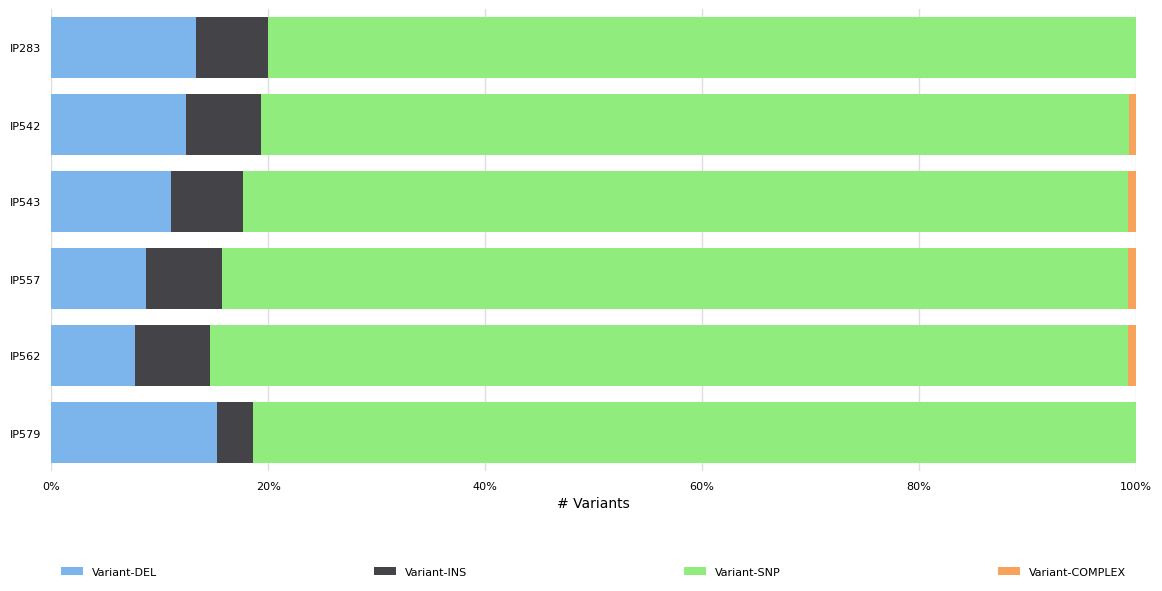 IP283
IP542
IP543
IP557
IP562
IP579
0% 20% 40% 60% 80% 100%
# Variants
Variant-DEL Variant-INS Variant-SNP Variant-COMPLEX